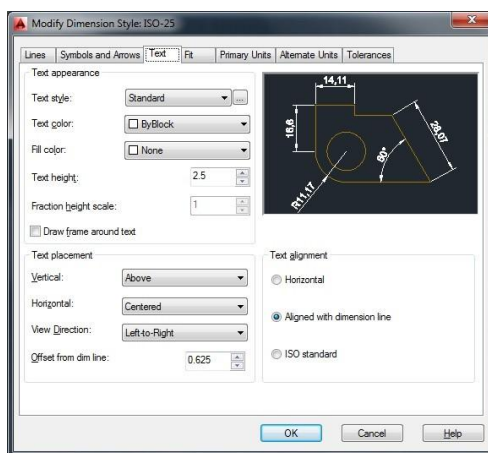 Modify Dimension Style: ISO-25
Lines Symbols and Arrows Text Fit Primary Units Alternate Units Tolerances
Text appearance
Text style: Standard ...
Text color: ByBlock
Fill color: None
Text height: 2.5
Fraction height scale: 1
Draw frame around text
14,11
16,6
28,07
60°
R11,17
Text placement
Vertical: Above
Horizontal: Centered
View Direction: Left-to-Right
Offset from dim line: 0.625
Text alignment
Horizontal
Aligned with dimension line
ISO standard
OK Cancel Help